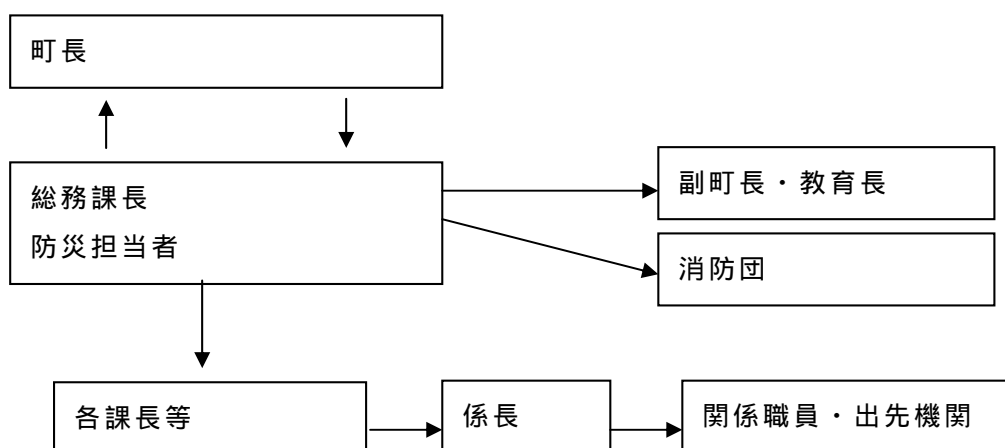 町長
総務課長
防災担当者
副町長・教育長
消防団
各課長等
係長
関係職員・出先機関